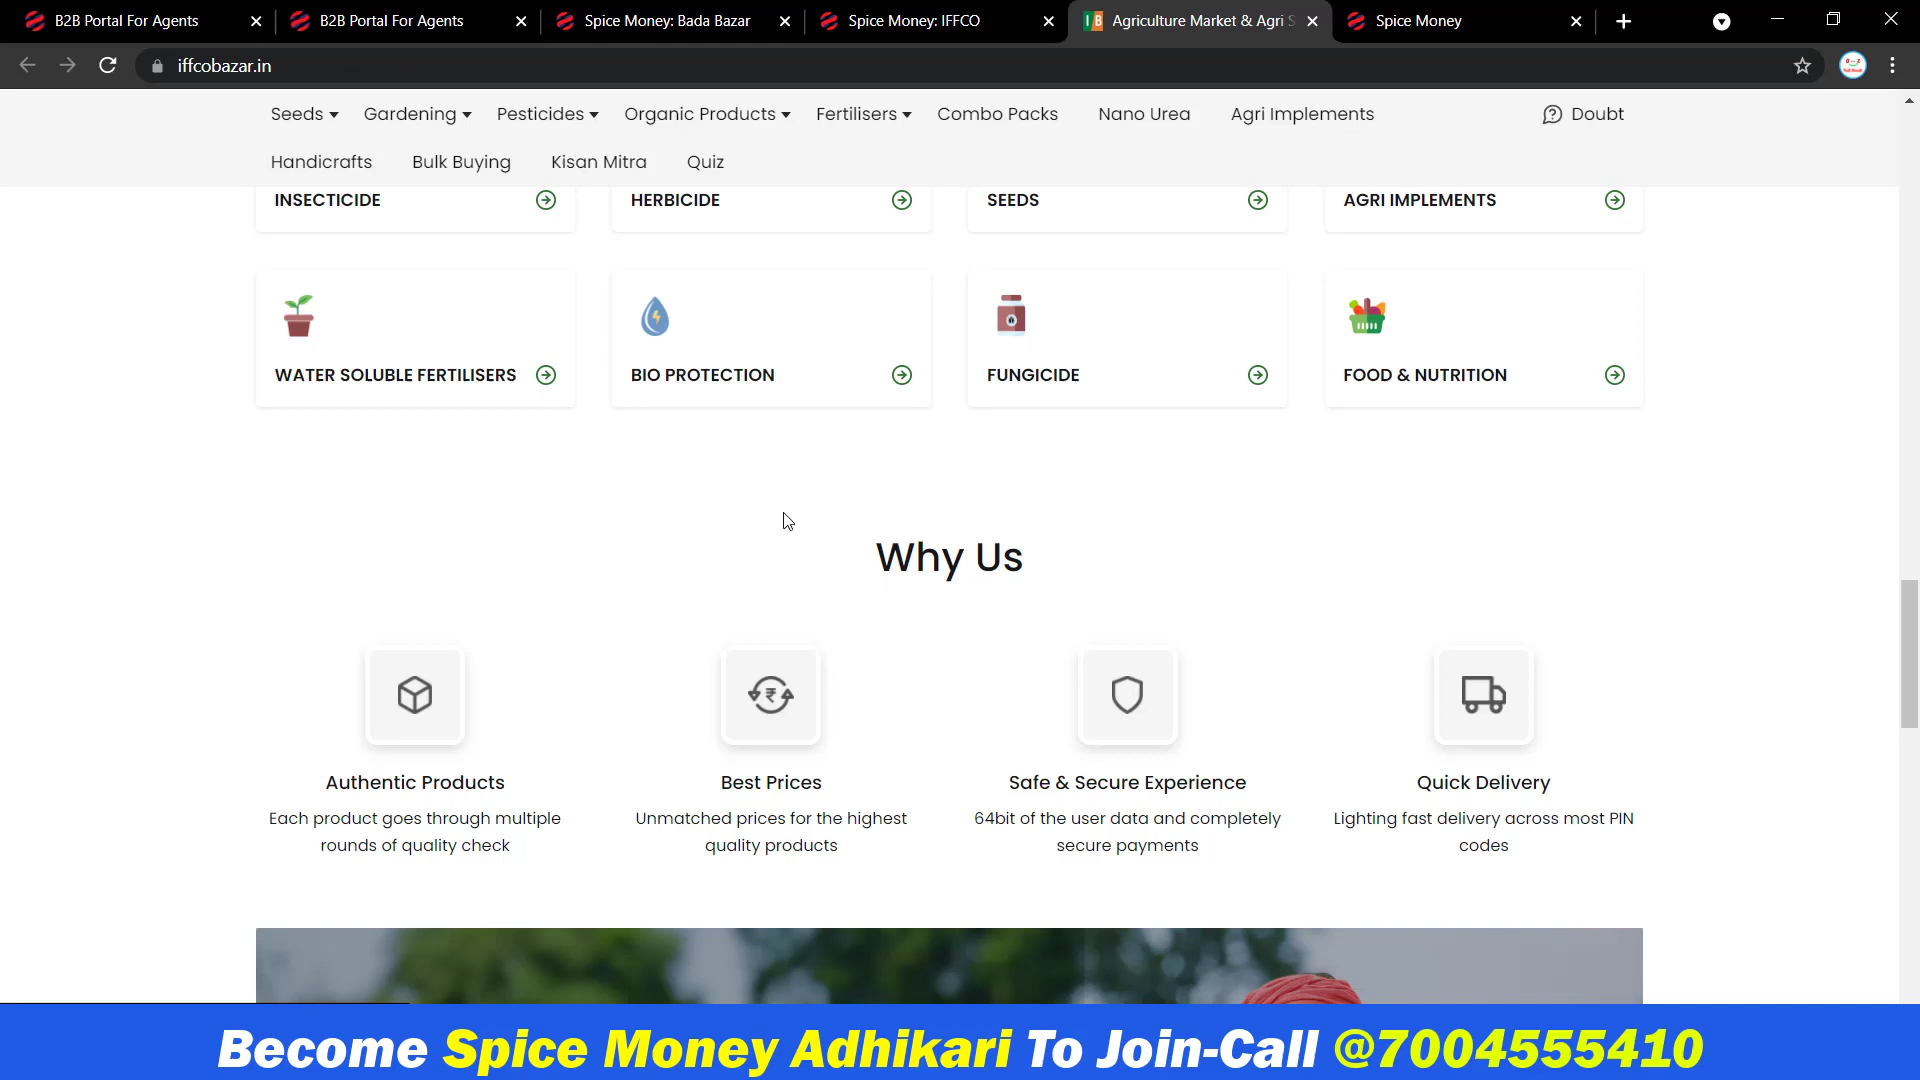 B2B Portal For Agents
B2B Portal For Agents
Spice Money: Bada Bazar
Spice Money: IFFCO
Agriculture Market & Agri S
Spice Money
iffcobazar.in
Seeds Gardening Pesticides Organic Products Fertilisers Combo Packs Nano Urea Agri Implements Doubt
Handicrafts Bulk Buying Kisan Mitra Quiz
INSECTICIDE HERBICIDE SEEDS AGRI IMPLEMENTS
WATER SOLUBLE FERTILISERS BIO PROTECTION FUNGICIDE FOOD & NUTRITION
Why Us
Authentic Products
Each product goes through multiple
rounds of quality check
Best Prices
Unmatched prices for the highest
quality products
Safe & Secure Experience
64bit of the user data and completely
secure payments
Quick Delivery
Lighting fast delivery across most PIN
codes
Become Spice Money Adhikari To Join-Call @7004555410